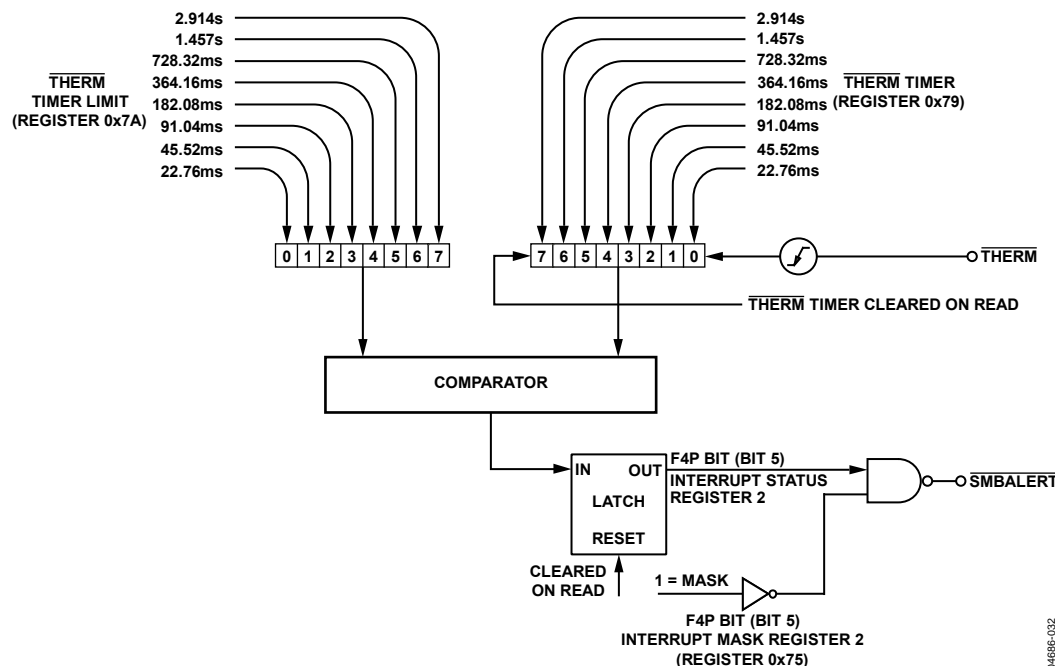 2.914s
1.457s
728.32ms
364.16ms
182.08ms
91.04ms
45.52ms
22.76ms
THERM
TIMER LIMIT
(REGISTER 0x7A)
2.914s
1.457s
728.32ms
364.16ms
182.08ms
91.04ms
45.52ms
22.76ms
THERM TIMER
(REGISTER 0x79)
0 1 2 3 4 5 6 7
7 6 5 4 3 2 1 0
THERM
THERM TIMER CLEARED ON READ
COMPARATOR
IN OUT
LATCH
RESET
F4P BIT (BIT 5)
INTERRUPT STATUS
REGISTER 2
SMBALERT
CLEARED
ON READ
1 = MASK
F4P BIT (BIT 5)
INTERRUPT MASK REGISTER 2
(REGISTER 0x75)